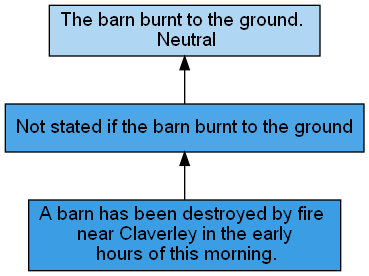 The barn burnt to the ground.
Neutral
Not stated if the barn burnt to the ground
A barn has been destroyed by fire
near Claverley in the early
hours of this morning.